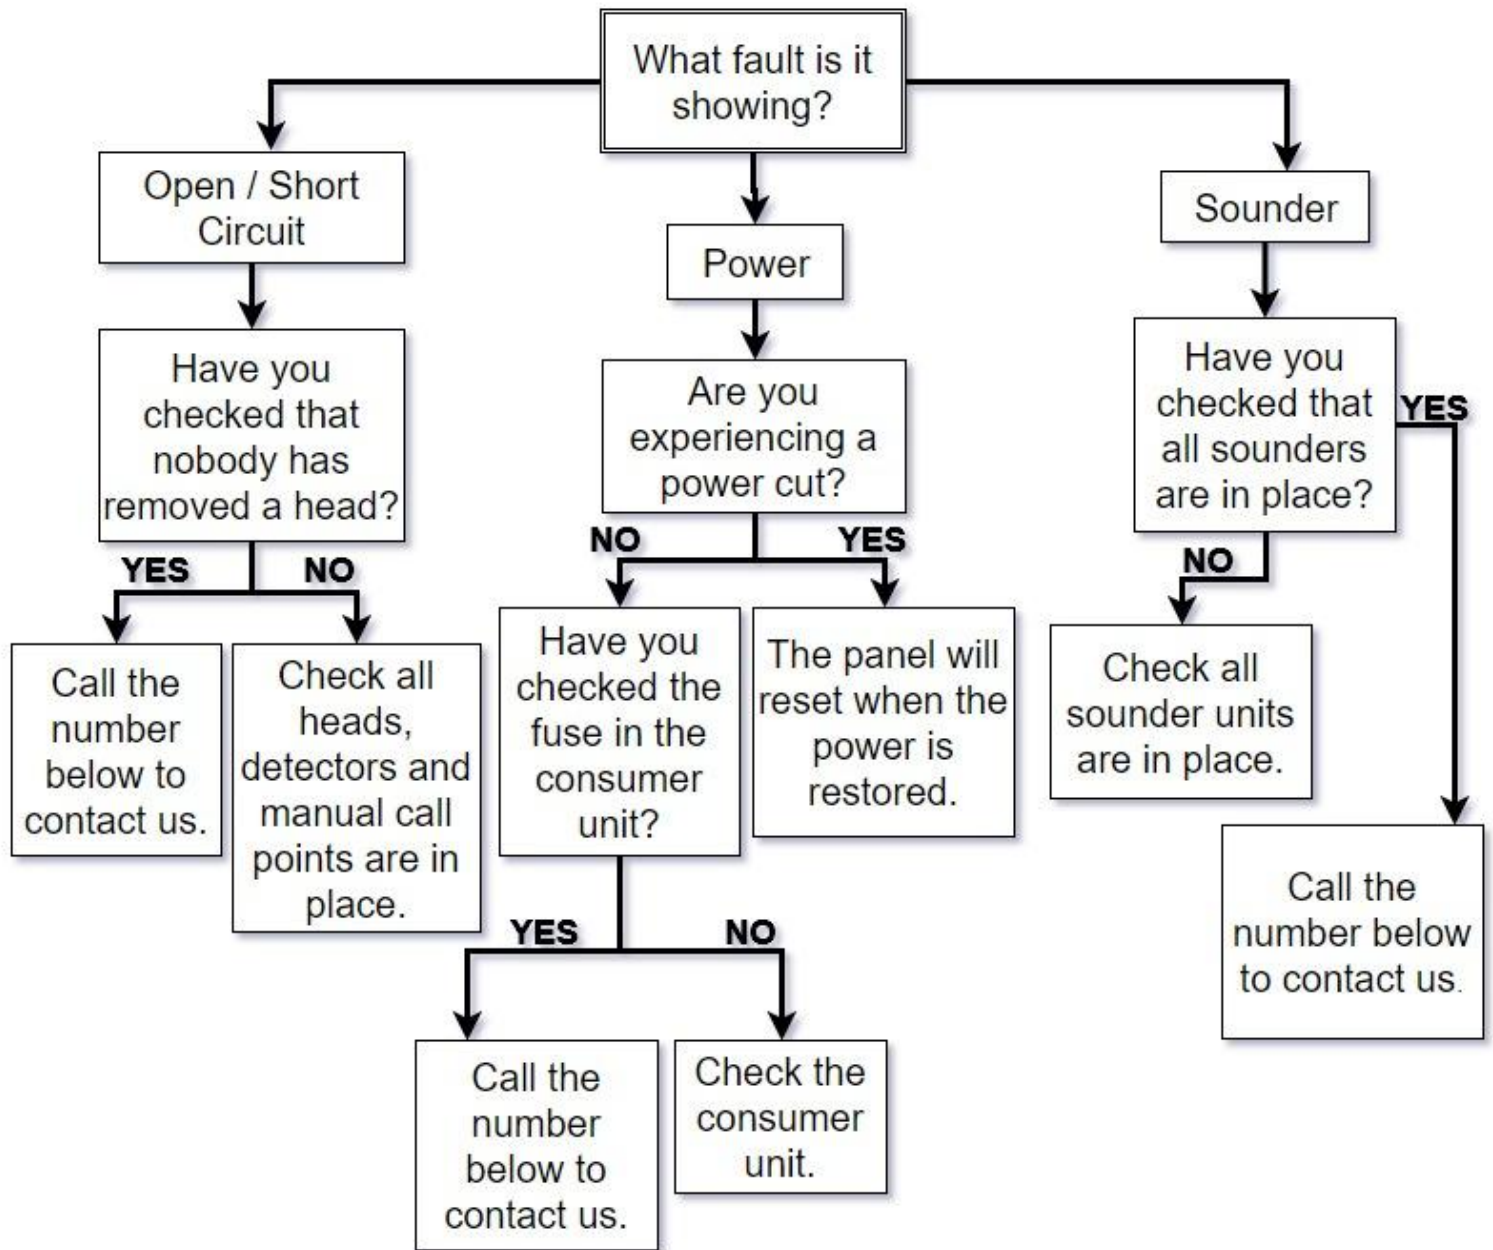 What fault is it
showing?
Open / Short
Circuit
Have you
checked that
nobody has
removed a head?
YES
NO
Call the
number
below to
contact us.
Check all
heads,
detectors and
manual call
points are in
place.
Power
Are you
experiencing a
power cut?
NO
YES
Have you
checked the
fuse in the
consumer
unit?
The panel will
reset when the
power is
restored.
YES
NO
Call the
number
below to
contact us.
Check the
consumer
unit.
Sounder
Have you
checked that
all sounders
are in place?
YES
NO
Check all
sounder units
are in place.
Call the
number below
to contact us.